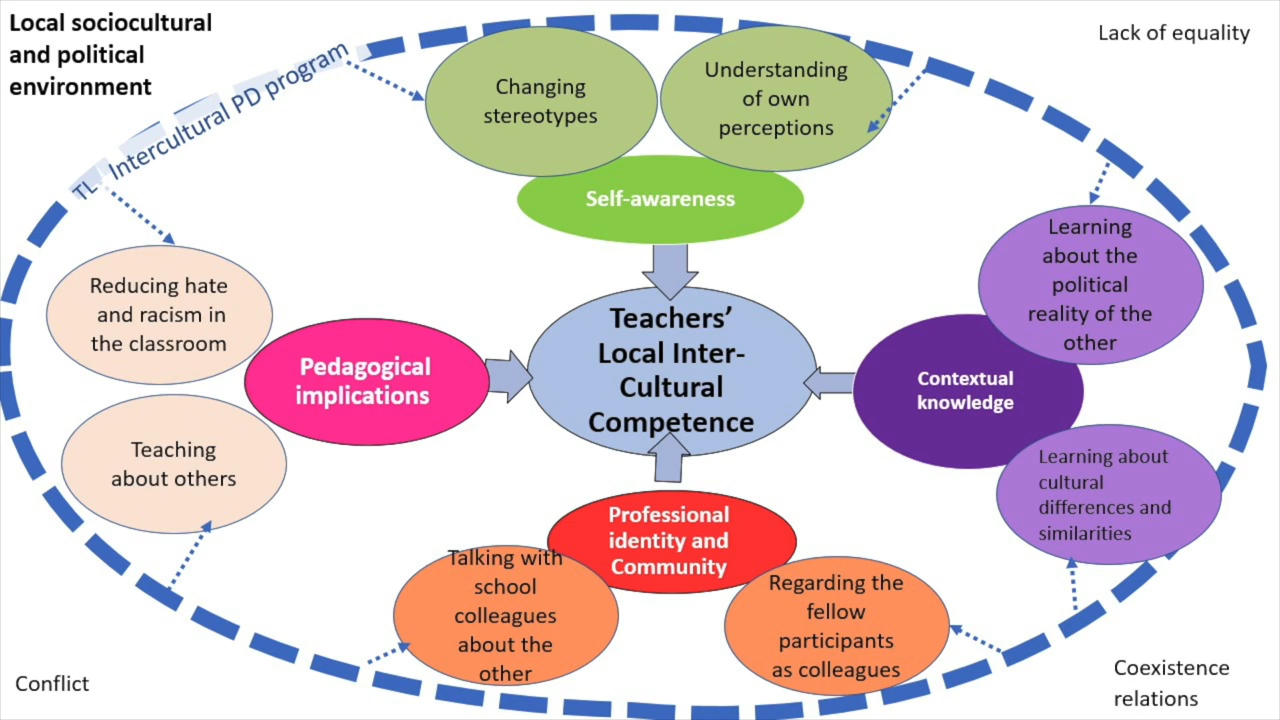 Local sociocultural
and political
environment
Lack of equality
TL Intercultural PD program
Changing
stereotypes
Understanding
of own
perceptions
Self-awareness
Reducing hate
and racism in
the classroom
Teaching
about others
Pedagogical
implications
Teachers’
Local Inter-
Cultural
Competence
Contextual
knowledge
Learning
about the
political
reality of the
other
Learning about
cultural
differences and
similarities
Professional
identity and
Community
Talking with
school
colleagues
about the
other
Regarding the
fellow
participants
as colleagues
Conflict
Coexistence
relations